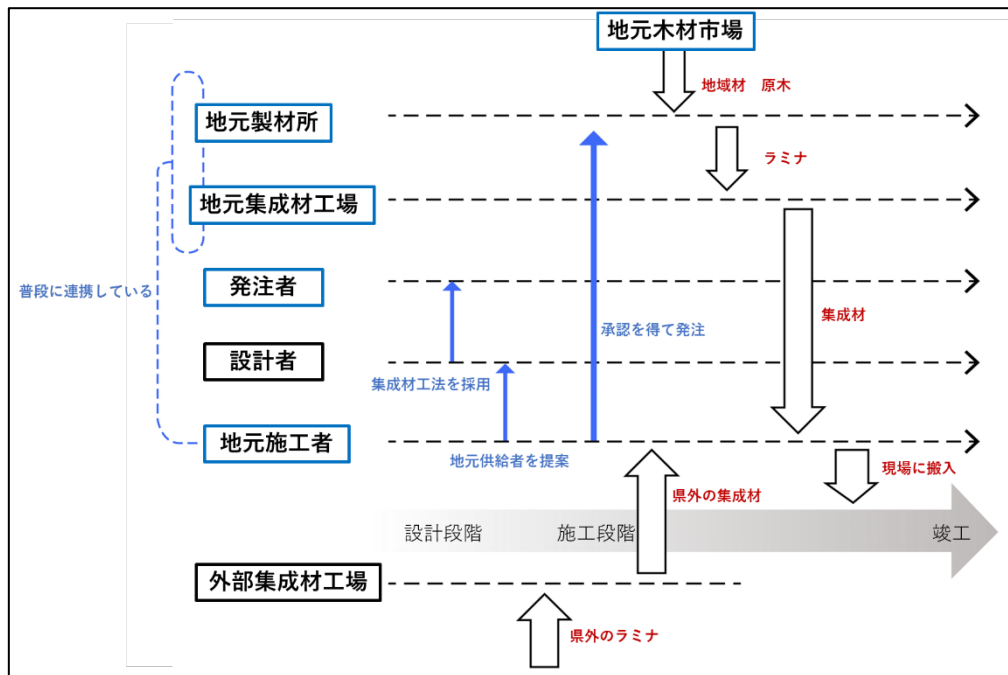 地元木材市場
地域材 原木
地元製材所
ラミナ
地元集成材工場
普段に連携している
発注者
集成材
承認を得て発注
設計者
集成材工法を採用
地元施工者
地元供給者を提案
現場に搬入
県外の集成材
設計段階
施工段階
竣工
外部集成材工場
県外のラミナ